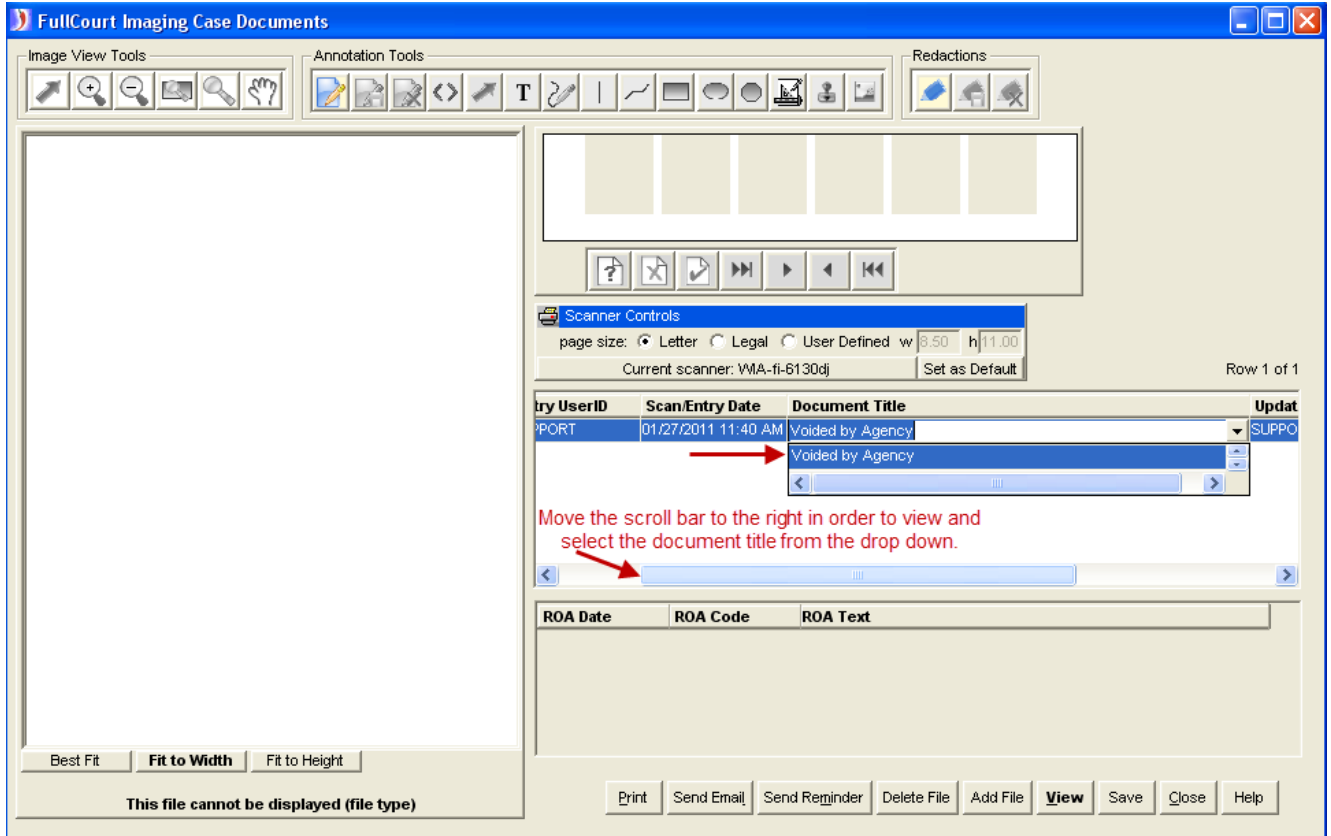 FullCourt Imaging Case Documents
Image View Tools
Annotation Tools
Redactions
T
?
Scanner Controls
page size: Letter Legal User Defined w 8.50 h 11.00
Current scanner: WIA-fi-6130dj Set as Default
Row 1 of 1
try UserID Scan/Entry Date Document Title Updat
PPORT 01/27/2011 11:40 AM Voided by Agency SUPPO
Voided by Agency
Move the scroll bar to the right in order to view and
select the document title from the drop down.
ROA Date ROA Code ROA Text
Best Fit Fit to Width Fit to Height
This file cannot be displayed (file type)
Print Send Email Send Reminder Delete File Add File View Save Close Help